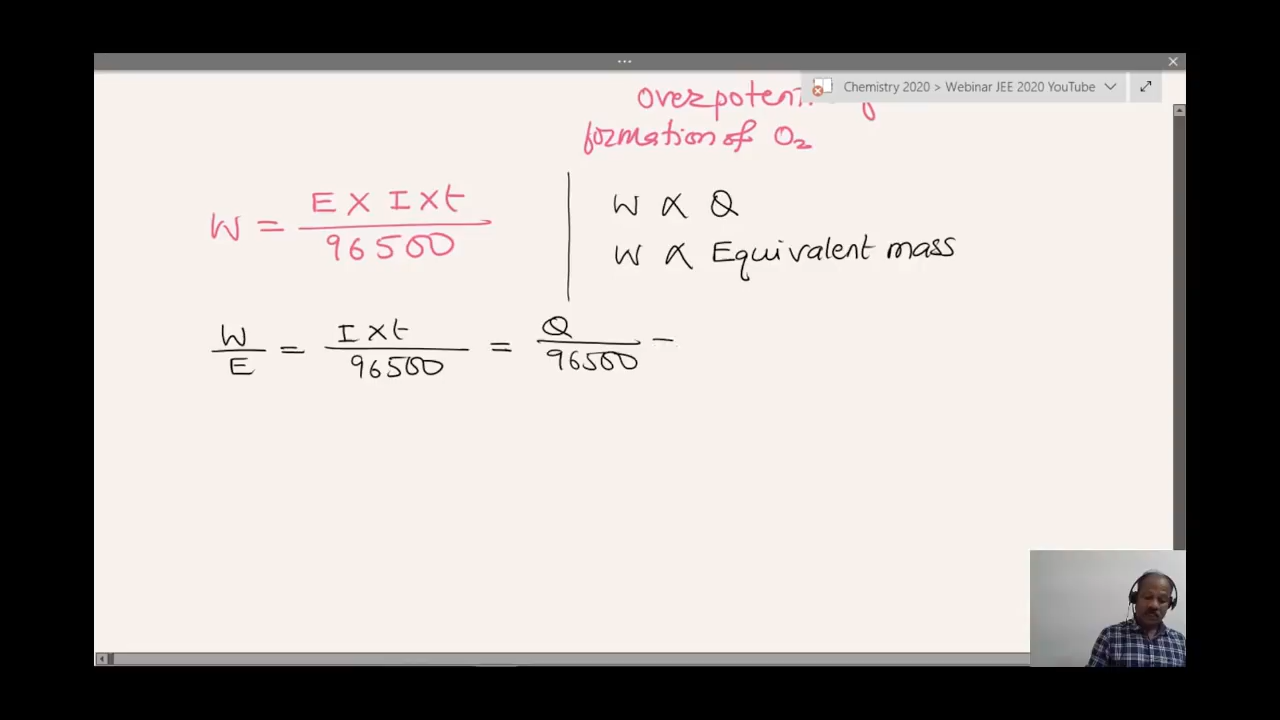 Chemistry 2020 > Webinar JEE 2020 YouTube
formation of O₂
W = E X I X t / 96500
W ∝ Q
W ∝ Equivalent mass
W / E = I X t / 96500 = Q / 96500 –